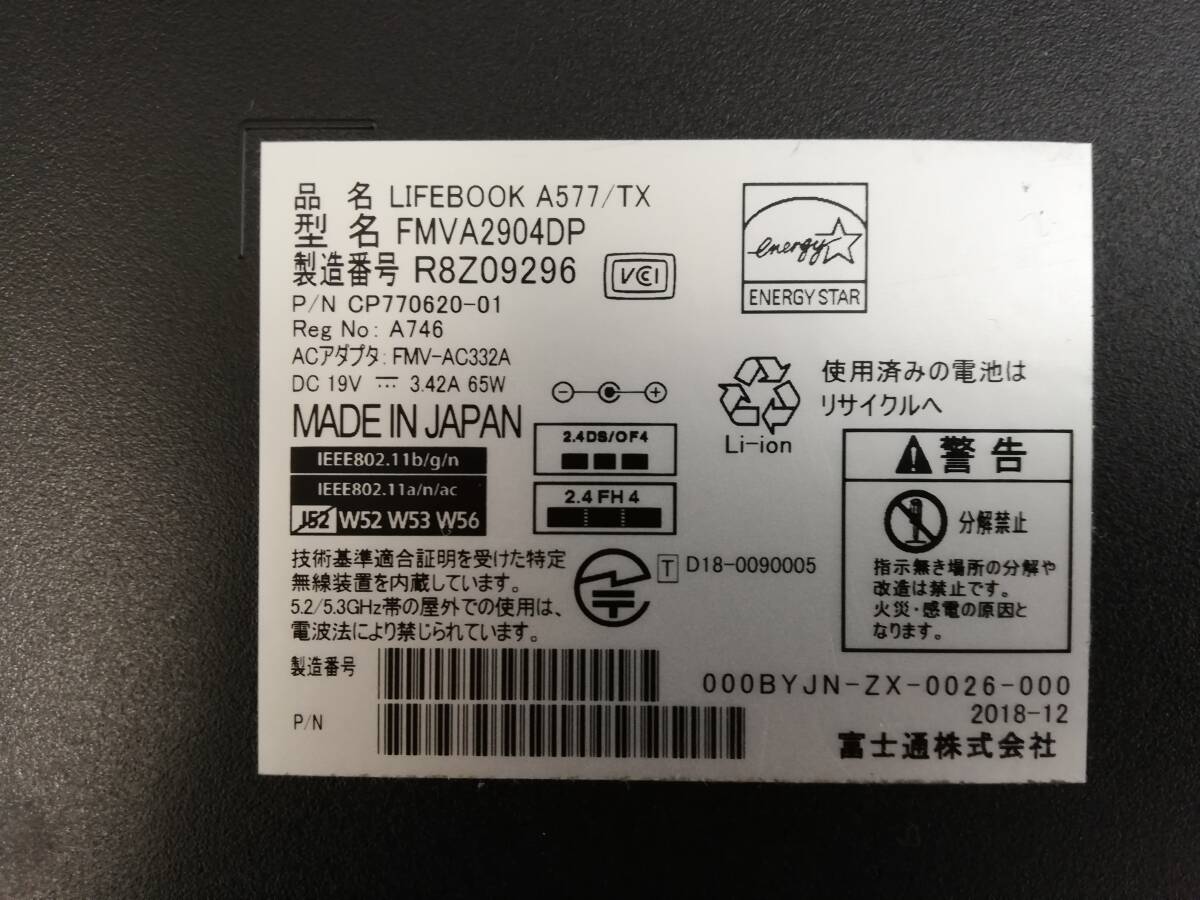 品 名 LIFEBOOK A577/TX
型 名 FMVA2904DP
製造番号 R8Z09296
VCI
P/N CP770620-01
Reg No: A746
ACアダプタ: FMV-AC332A
DC 19V ⎓ 3.42A 65W
MADE IN JAPAN
energy
ENERGY STAR
使用済みの電池は
リサイクルへ
Li-ion
IEEE802.11b/g/n
IEEE802.11a/n/ac
J52 W52 W53 W56
2.4DS/OF4
2.4FH4
警告
分解禁止
指示無き場所の分解や
改造は禁止です。
火災・感電の原因と
なります。
技術基準適合証明を受けた特定
無線装置を内蔵しています。
5.2/5.3GHz帯の屋外での使用は、
電波法により禁じられています。
T D18-0090005
製造番号
P/N
000BYJN-ZX-0026-000
2018-12
富士通株式会社